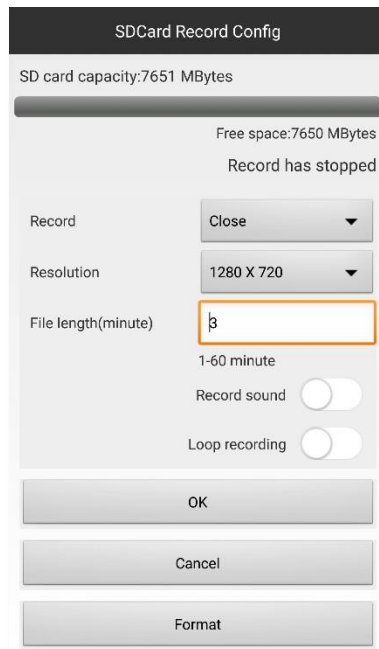 SDCard Record Config
SD card capacity:7651 MBytes
Free space:7650 MBytes
Record has stopped
Record Close
Resolution 1280 X 720
File length(minute) 3
1-60 minute
Record sound
Loop recording
OK
Cancel
Format